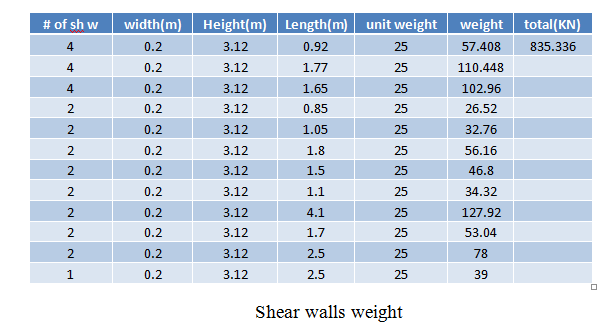 # of sh w width(m) Height(m) Length(m) unit weight weight total(KN)
4 0.2 3.12 0.92 25 57.408 835.336
4 0.2 3.12 1.77 25 110.448
4 0.2 3.12 1.65 25 102.96
2 0.2 3.12 0.85 25 26.52
2 0.2 3.12 1.05 25 32.76
2 0.2 3.12 1.8 25 56.16
2 0.2 3.12 1.5 25 46.8
2 0.2 3.12 1.1 25 34.32
2 0.2 3.12 4.1 25 127.92
2 0.2 3.12 1.7 25 53.04
2 0.2 3.12 2.5 25 78
1 0.2 3.12 2.5 25 39
Shear walls weight